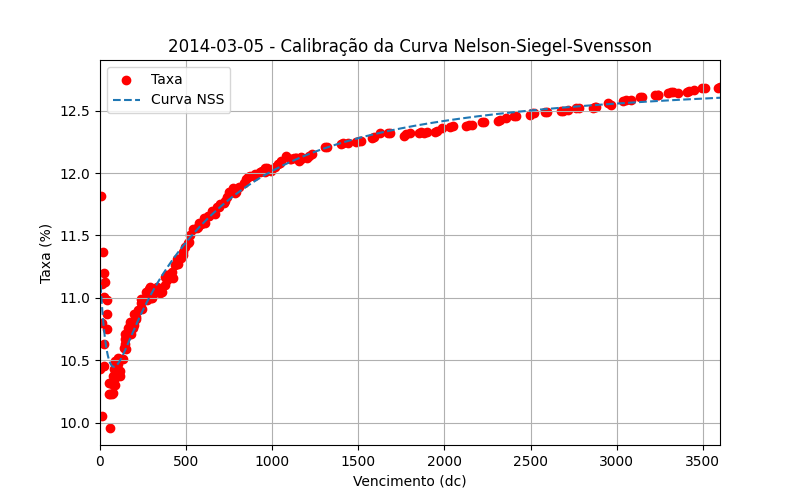 2014-03-05 - Calibração da Curva Nelson-Siegel-Svensson
Taxa
Curva NSS
Taxa (%)
12.5
12.0
11.5
11.0
10.5
10.0
0 500 1000 1500 2000 2500 3000 3500
Vencimento (dc)